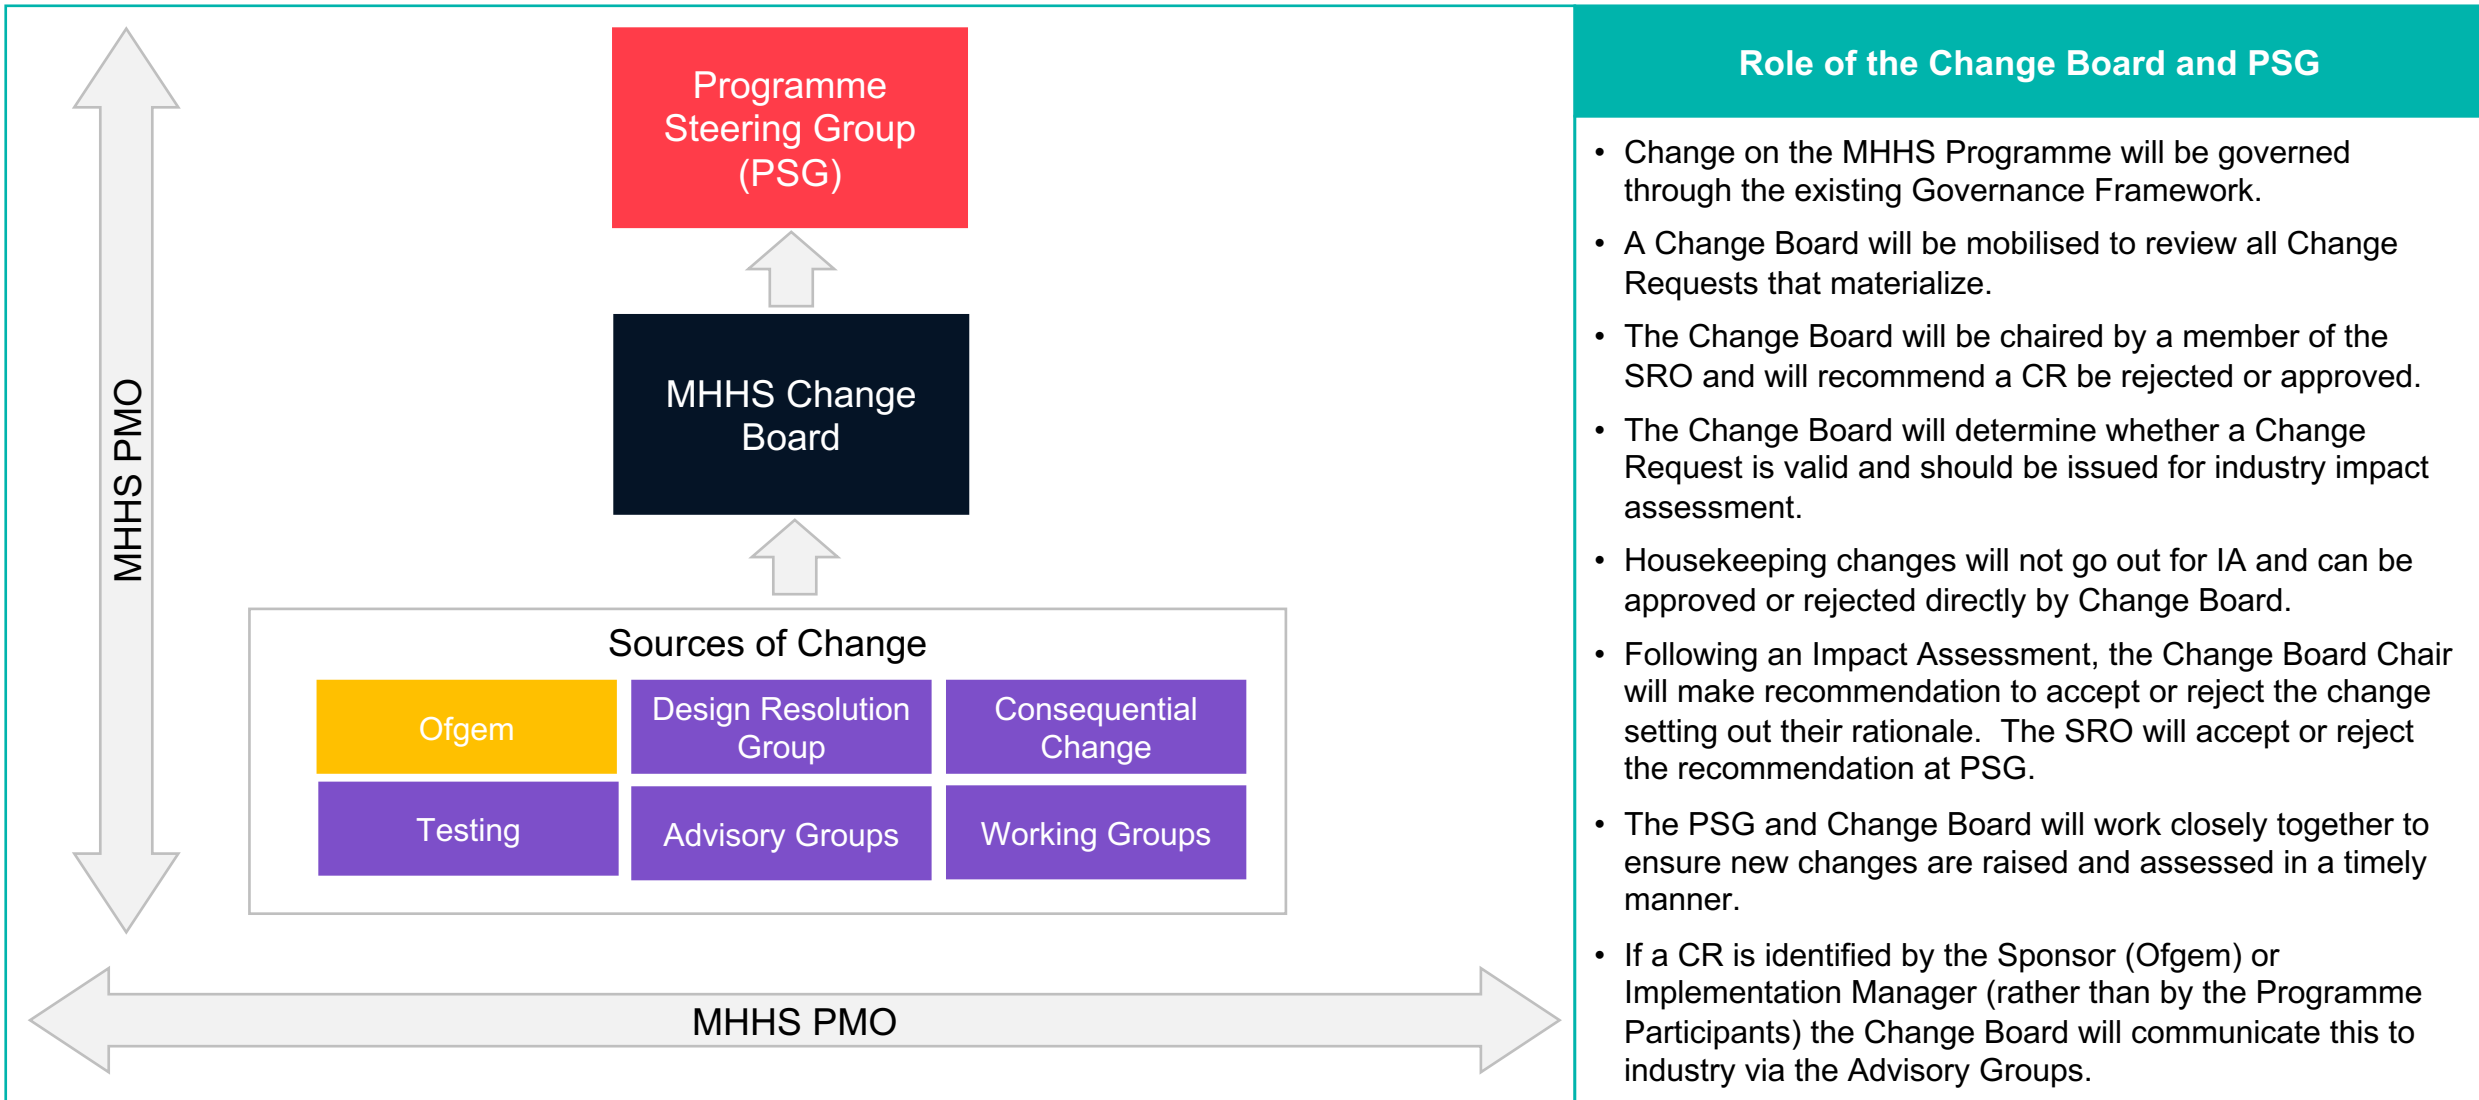 Programme
Steering Group
(PSG)
MHHS Change
Board
MHHS PMO
Sources of Change
Ofgem
Design Resolution
Group
Consequential
Change
Testing
Advisory Groups
Working Groups
MHHS PMO
Role of the Change Board and PSG
• Change on the MHHS Programme will be governed
through the existing Governance Framework.
• A Change Board will be mobilised to review all Change
Requests that materialize.
• The Change Board will be chaired by a member of the
SRO and will recommend a CR be rejected or approved.
• The Change Board will determine whether a Change
Request is valid and should be issued for industry impact
assessment.
• Housekeeping changes will not go out for IA and can be
approved or rejected directly by Change Board.
• Following an Impact Assessment, the Change Board Chair
will make recommendation to accept or reject the change
setting out their rationale.  The SRO will accept or reject
the recommendation at PSG.
• The PSG and Change Board will work closely together to
ensure new changes are raised and assessed in a timely
manner.
• If a CR is identified by the Sponsor (Ofgem) or
Implementation Manager (rather than by the Programme
Participants) the Change Board will communicate this to
industry via the Advisory Groups.